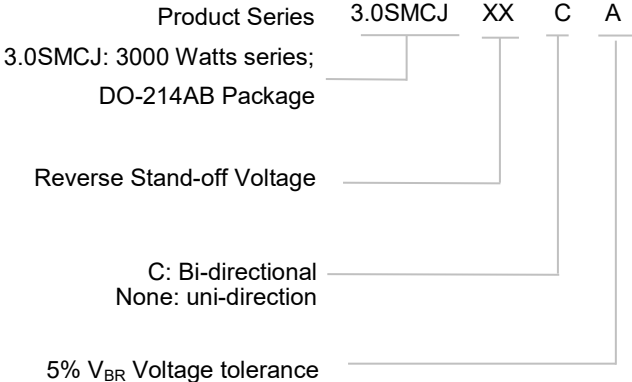 Product Series 3.0SMCJ XX C A
3.0SMCJ: 3000 Watts series;
DO-214AB Package
Reverse Stand-off Voltage
C: Bi-directional
None: uni-direction
5% VBR Voltage tolerance